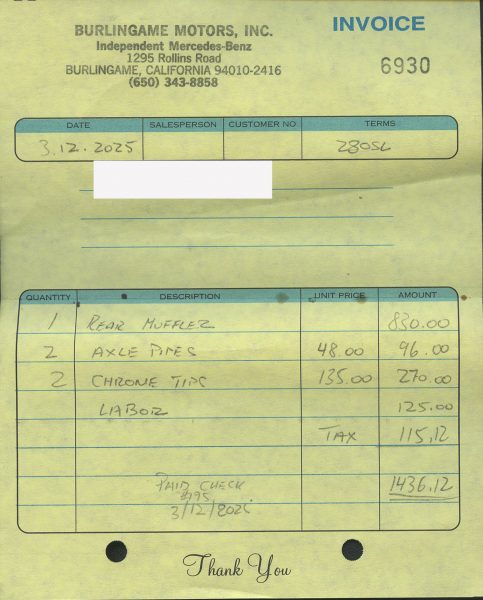 BURLINGAME MOTORS, INC.
Independent Mercedes-Benz
1295 Rollins Road
BURLINGAME, CALIFORNIA 94010-2416
(650) 343-8858
INVOICE
6930
DATE SALESPERSON CUSTOMER NO. TERMS
3.12.2025 280SL
QUANTITY DESCRIPTION UNIT PRICE AMOUNT
1 REAR MUFFLER 830.00
2 AXLE PIPES 48.00 96.00
2 CHROME TIPS 135.00 270.00
LABOR 125.00
TAX 115.12
PAID CHECK 1436.12
3/12/2025
Thank You